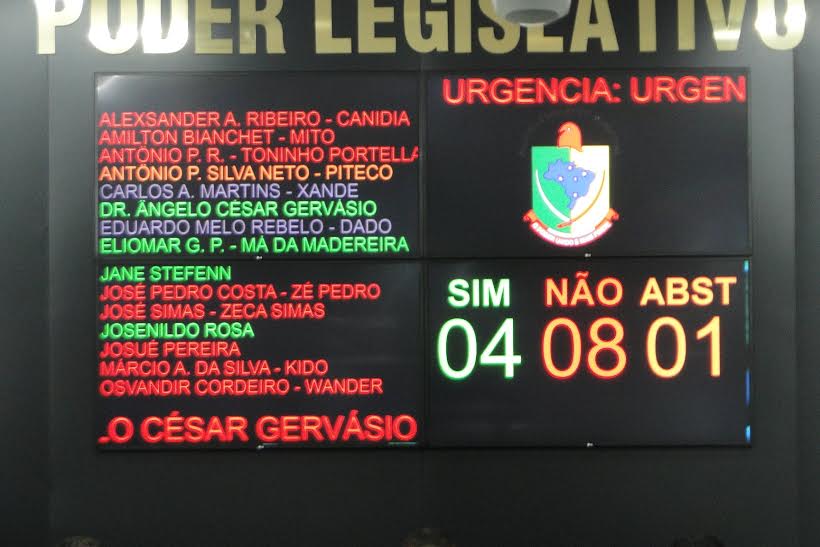 PODER LEGISLATIVO
ALEXSANDER A. RIBEIRO - CANIDIA
AMILTON BIANCHET - MITO
ANTÔNIO P. R. - TONINHO PORTELLA
ANTÔNIO P. SILVA NETO - PITECO
CARLOS A. MARTINS - XANDE
DR. ÂNGELO CÉSAR GERVÁSIO
EDUARDO MELO REBELO - DADO
ELIOMAR G. P. - MÁ DA MADEREIRA
JANE STEFENN
JOSÉ PEDRO COSTA - ZÉ PEDRO
JOSÉ SIMAS - ZECA SIMAS
JOSENILDO ROSA
JOSUÉ PEREIRA
MÁRCIO A. DA SILVA - KIDO
OSVANDIR CORDEIRO - WANDER
LO CÉSAR GERVÁSIO
URGENCIA: URGEN
SIM NÃO ABST
04 08 01